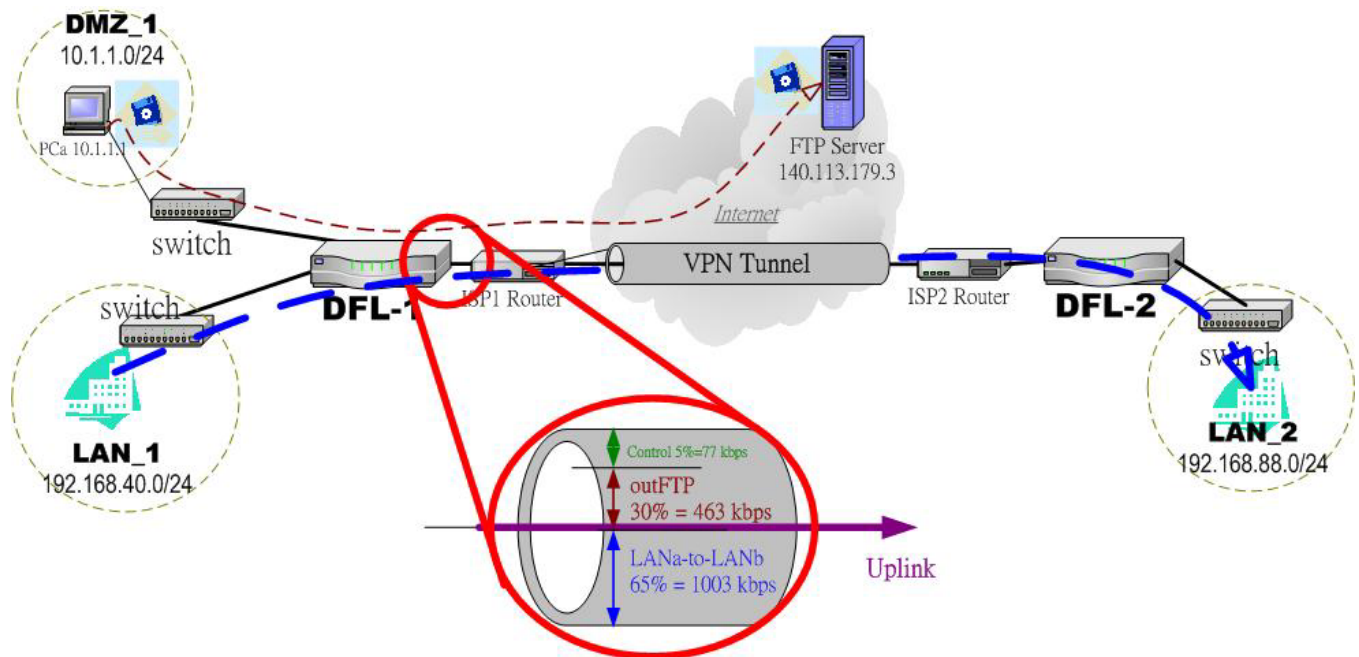 DMZ_1
10.1.1.0/24
PCa 10.1.1.1
switch
FTP Server
140.113.179.3
Internet
VPN Tunnel
switch
DFL-1
ISP1 Router
ISP2 Router
DFL-2
switch
LAN_1
192.168.40.0/24
LAN_2
192.168.88.0/24
Control 5%=77 kbps
outFTP
30% = 463 kbps
LANa-to-LANb
65% = 1003 kbps
Uplink